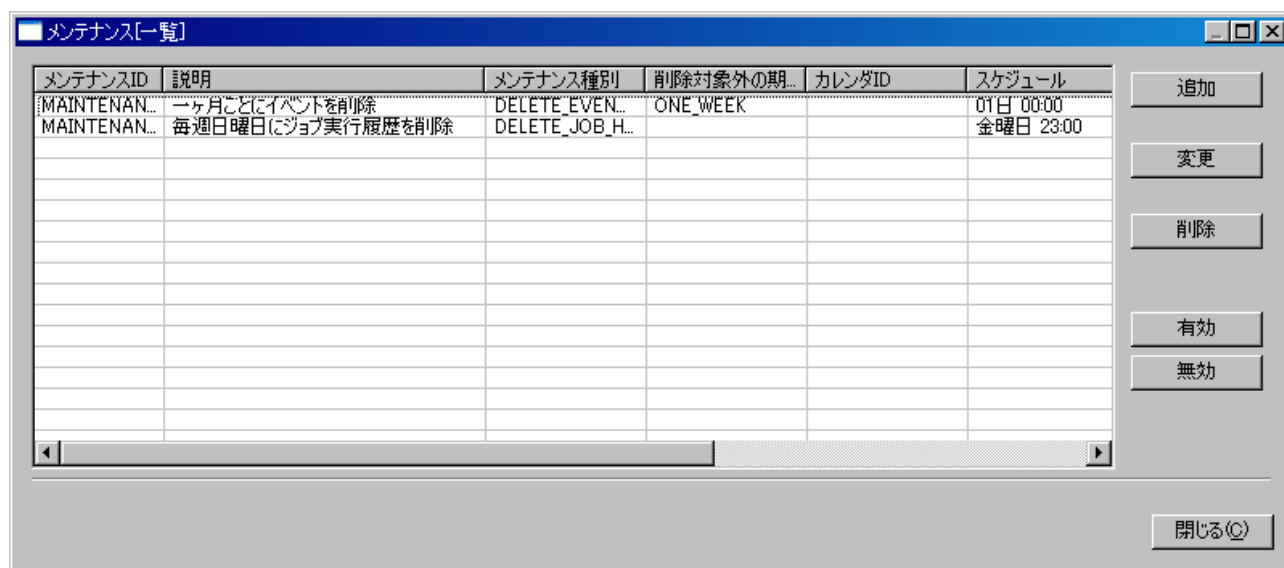 メンテナンス[一覧]
メンテナンスID 説明 メンテナンス種別 削除対象外の期... カレンダID スケジュール
MAINTENAN... 一ヶ月ごとにイベントを削除 DELETE_EVEN... ONE_WEEK 01日 00:00
MAINTENAN... 毎週日曜日にジョブ実行履歴を削除 DELETE_JOB_H... 金曜日 23:00
追加
変更
削除
有効
無効
閉じる(C)